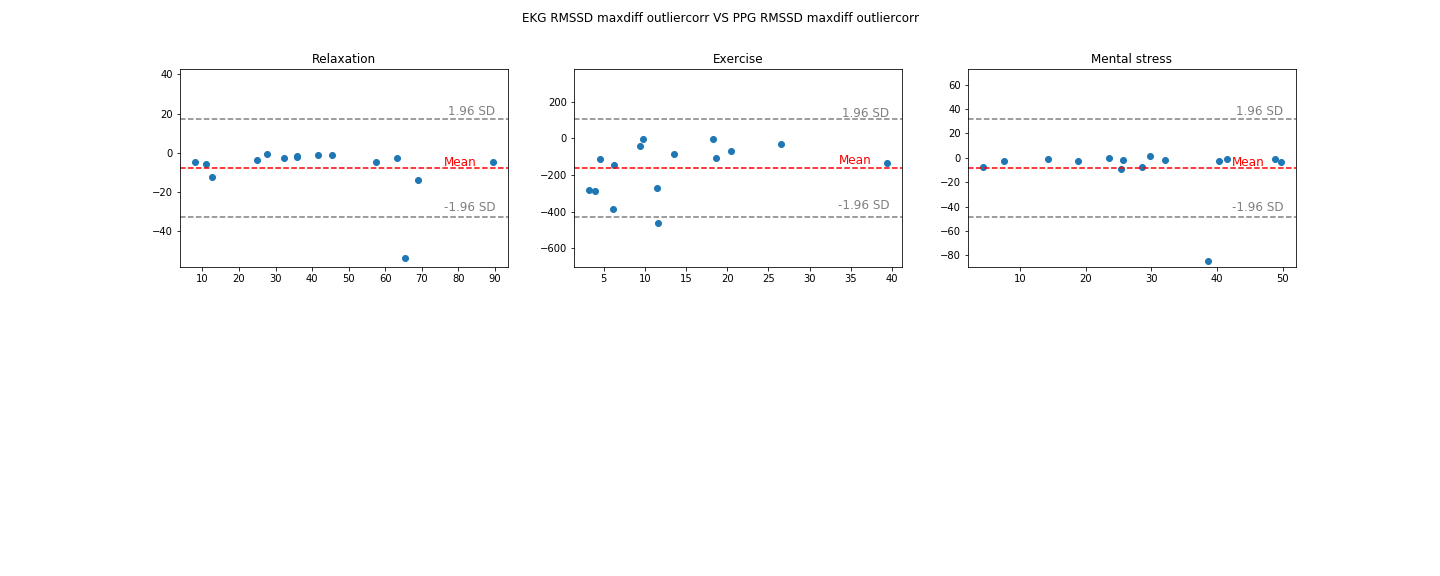 EKG RMSSD maxdiff outliercorr VS PPG RMSSD maxdiff outliercorr
Relaxation
40
20
0
−20
−40
1.96 SD
Mean
-1.96 SD
10 20 30 40 50 60 70 80 90
Exercise
200
0
−200
−400
−600
1.96 SD
Mean
-1.96 SD
5 10 15 20 25 30 35 40
Mental stress
60
40
20
0
−20
−40
−60
−80
1.96 SD
Mean
-1.96 SD
10 20 30 40 50